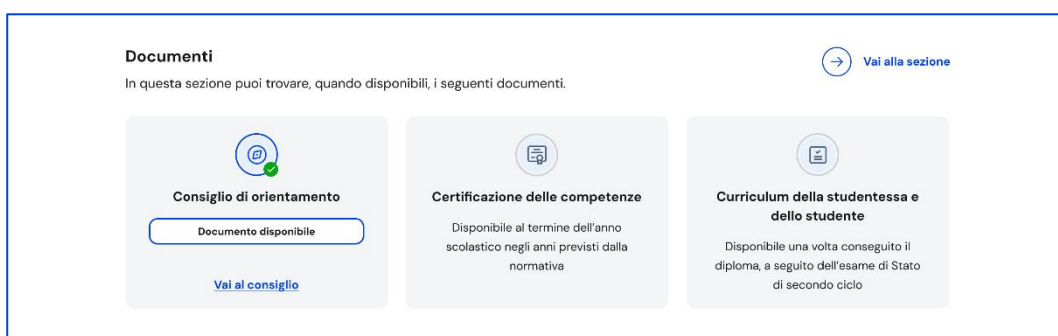 Documenti
Vai alla sezione
In questa sezione puoi trovare, quando disponibili, i seguenti documenti.
Consiglio di orientamento
Documento disponibile
Vai al consiglio
Certificazione delle competenze
Disponibile al termine dell'anno
scolastico negli anni previsti dalla
normativa
Curriculum della studentessa e
dello studente
Disponibile una volta conseguito il
diploma, a seguito dell'esame di Stato
di secondo ciclo